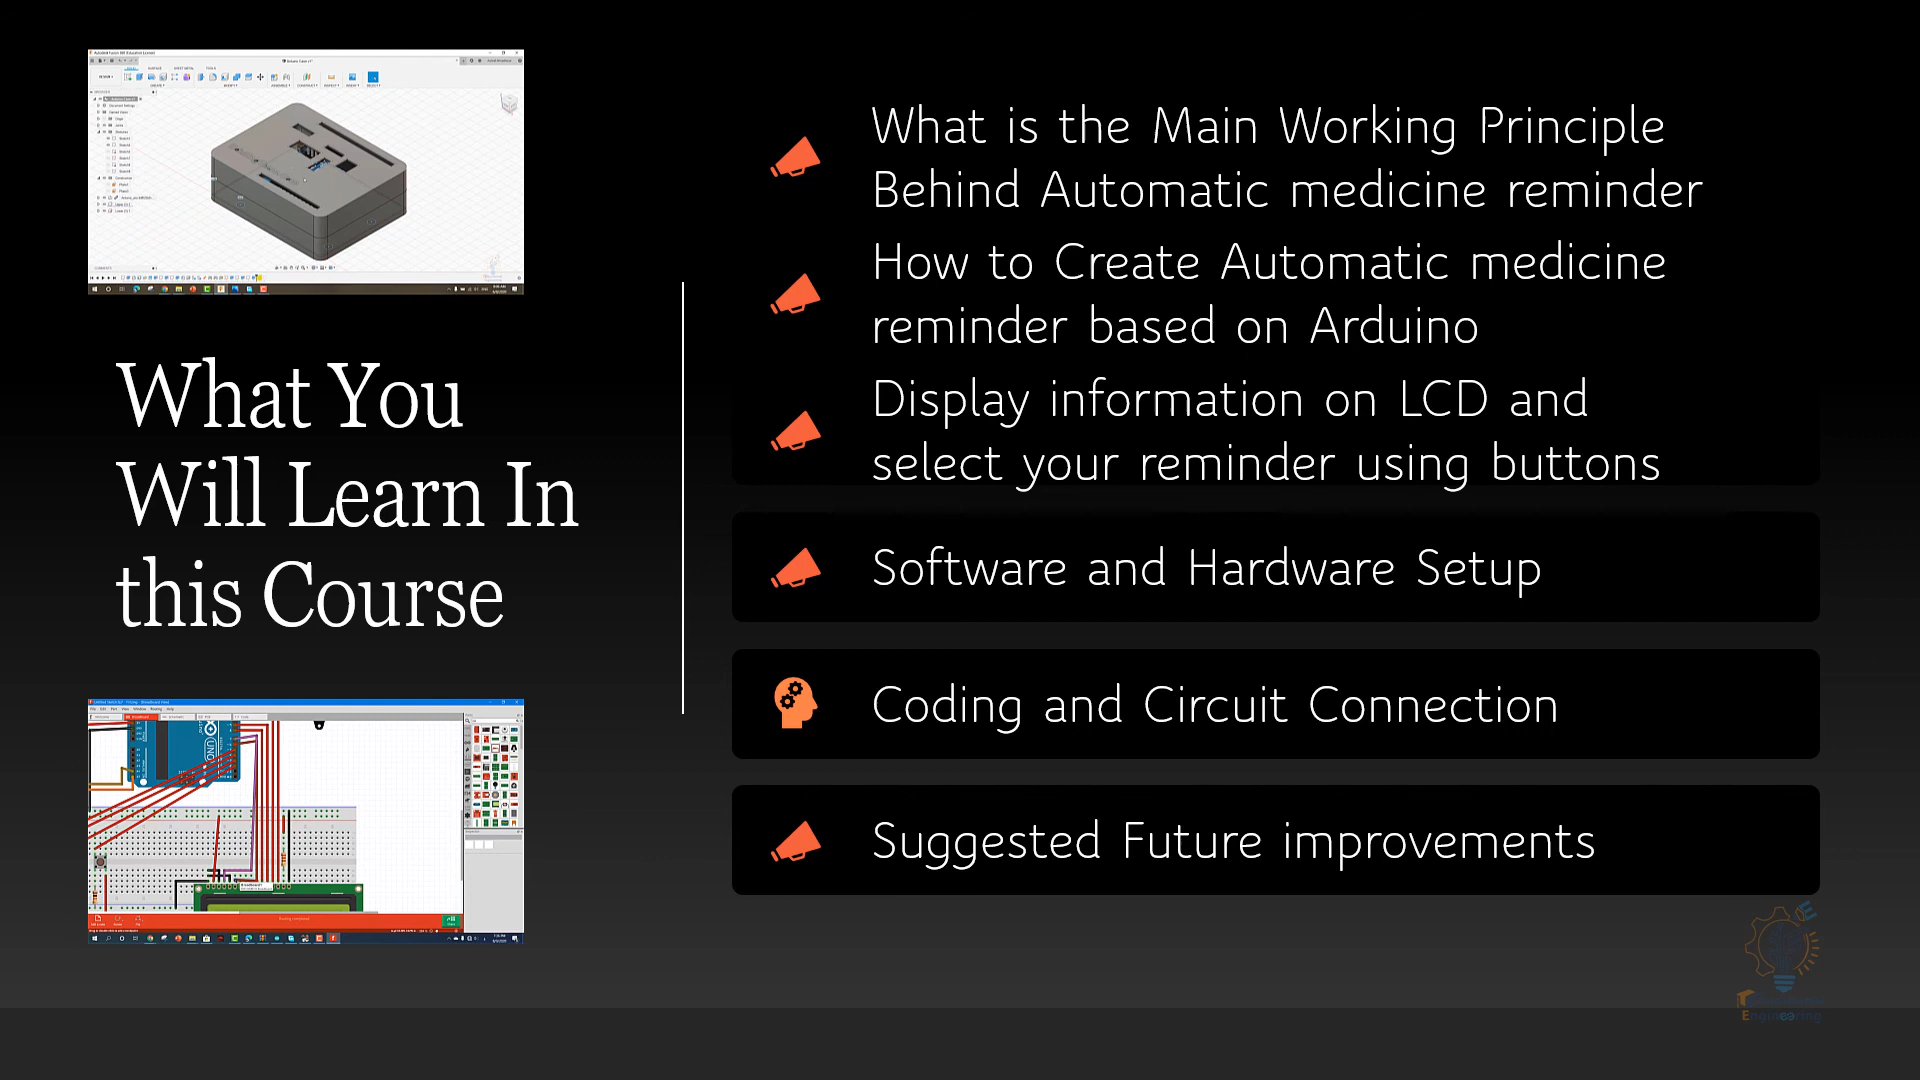 What You
Will Learn In
this Course
What is the Main Working Principle
Behind Automatic medicine reminder
How to Create Automatic medicine
reminder based on Arduino
Display information on LCD and
select your reminder using buttons
Software and Hardware Setup
Coding and Circuit Connection
Suggested Future improvements
Engineering